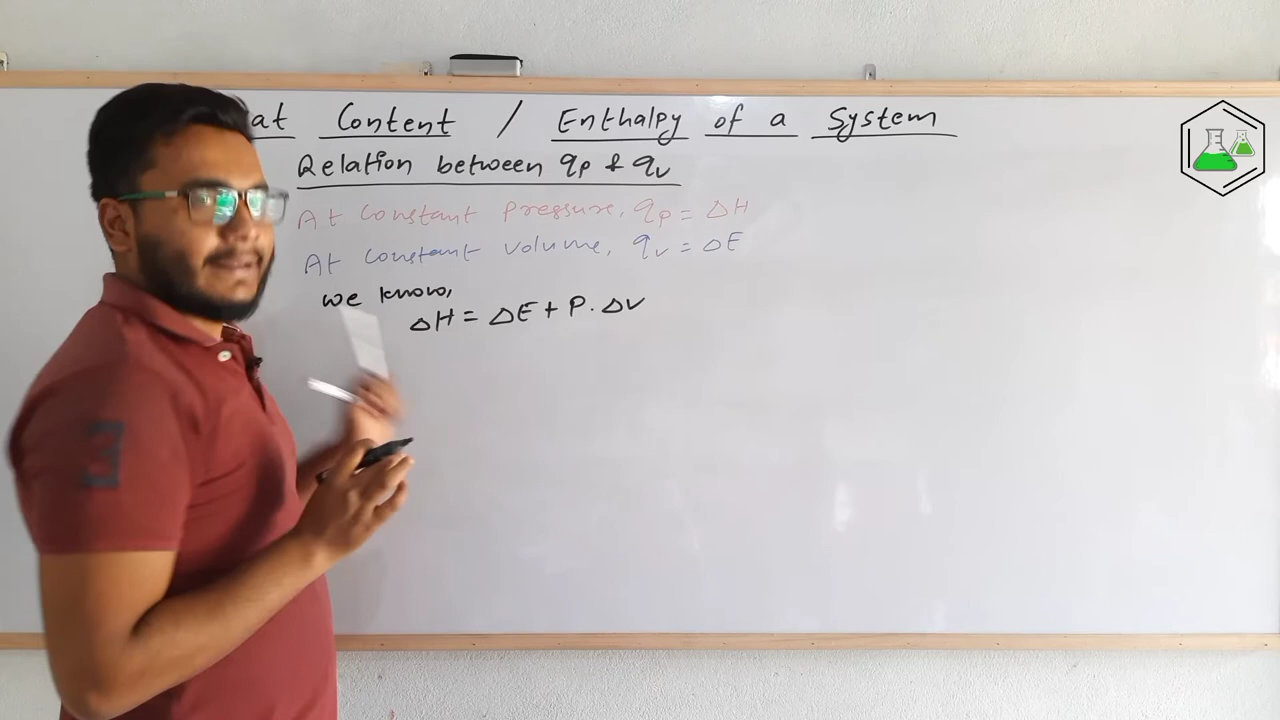 at Content / Enthalpy of a System
Relation between qp & qv
At Constant Pressure, qp = ΔH
At Constant volume, qv = ΔE
we know,
ΔH = ΔE + P. ΔV
3